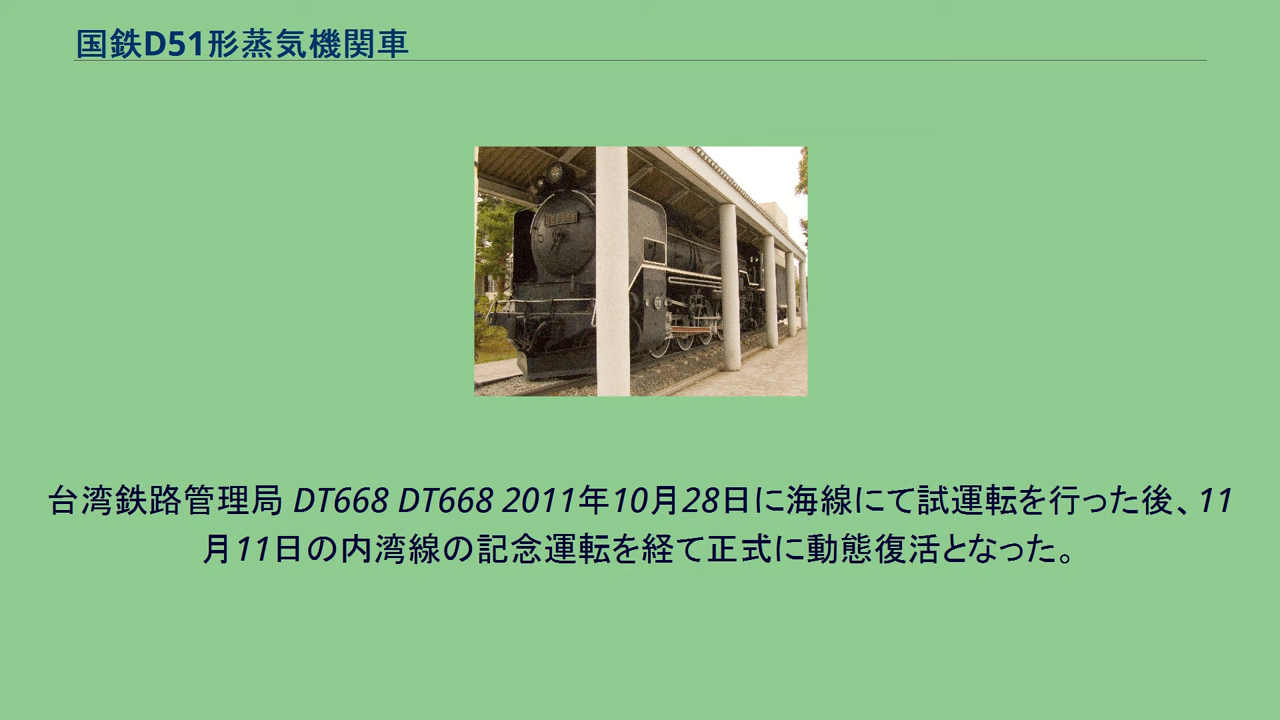 国鉄D51形蒸気機関車
台湾鉄路管理局 DT668 DT668 2011年10月28日に海線にて試運転を行った後、11
月11日の内湾線の記念運転を経て正式に動態復活となった。